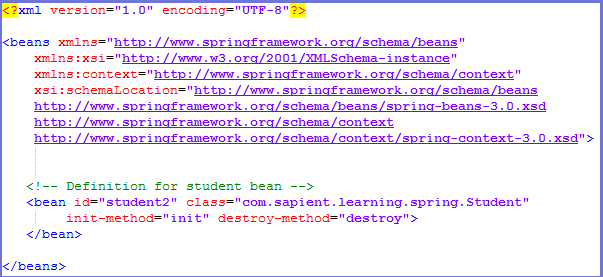 <?xml version="1.0" encoding="UTF-8"?>
<beans xmlns="http://www.springframework.org/schema/beans"
xmlns:xsi="http://www.w3.org/2001/XMLSchema-instance"
xmlns:context="http://www.springframework.org/schema/context"
xsi:schemaLocation="http://www.springframework.org/schema/beans
http://www.springframework.org/schema/beans/spring-beans-3.0.xsd
http://www.springframework.org/schema/context
http://www.springframework.org/schema/context/spring-context-3.0.xsd">
<!-- Definition for student bean -->
<bean id="student2" class="com.sapient.learning.spring.Student"
init-method="init" destroy-method="destroy">
</bean>
</beans>